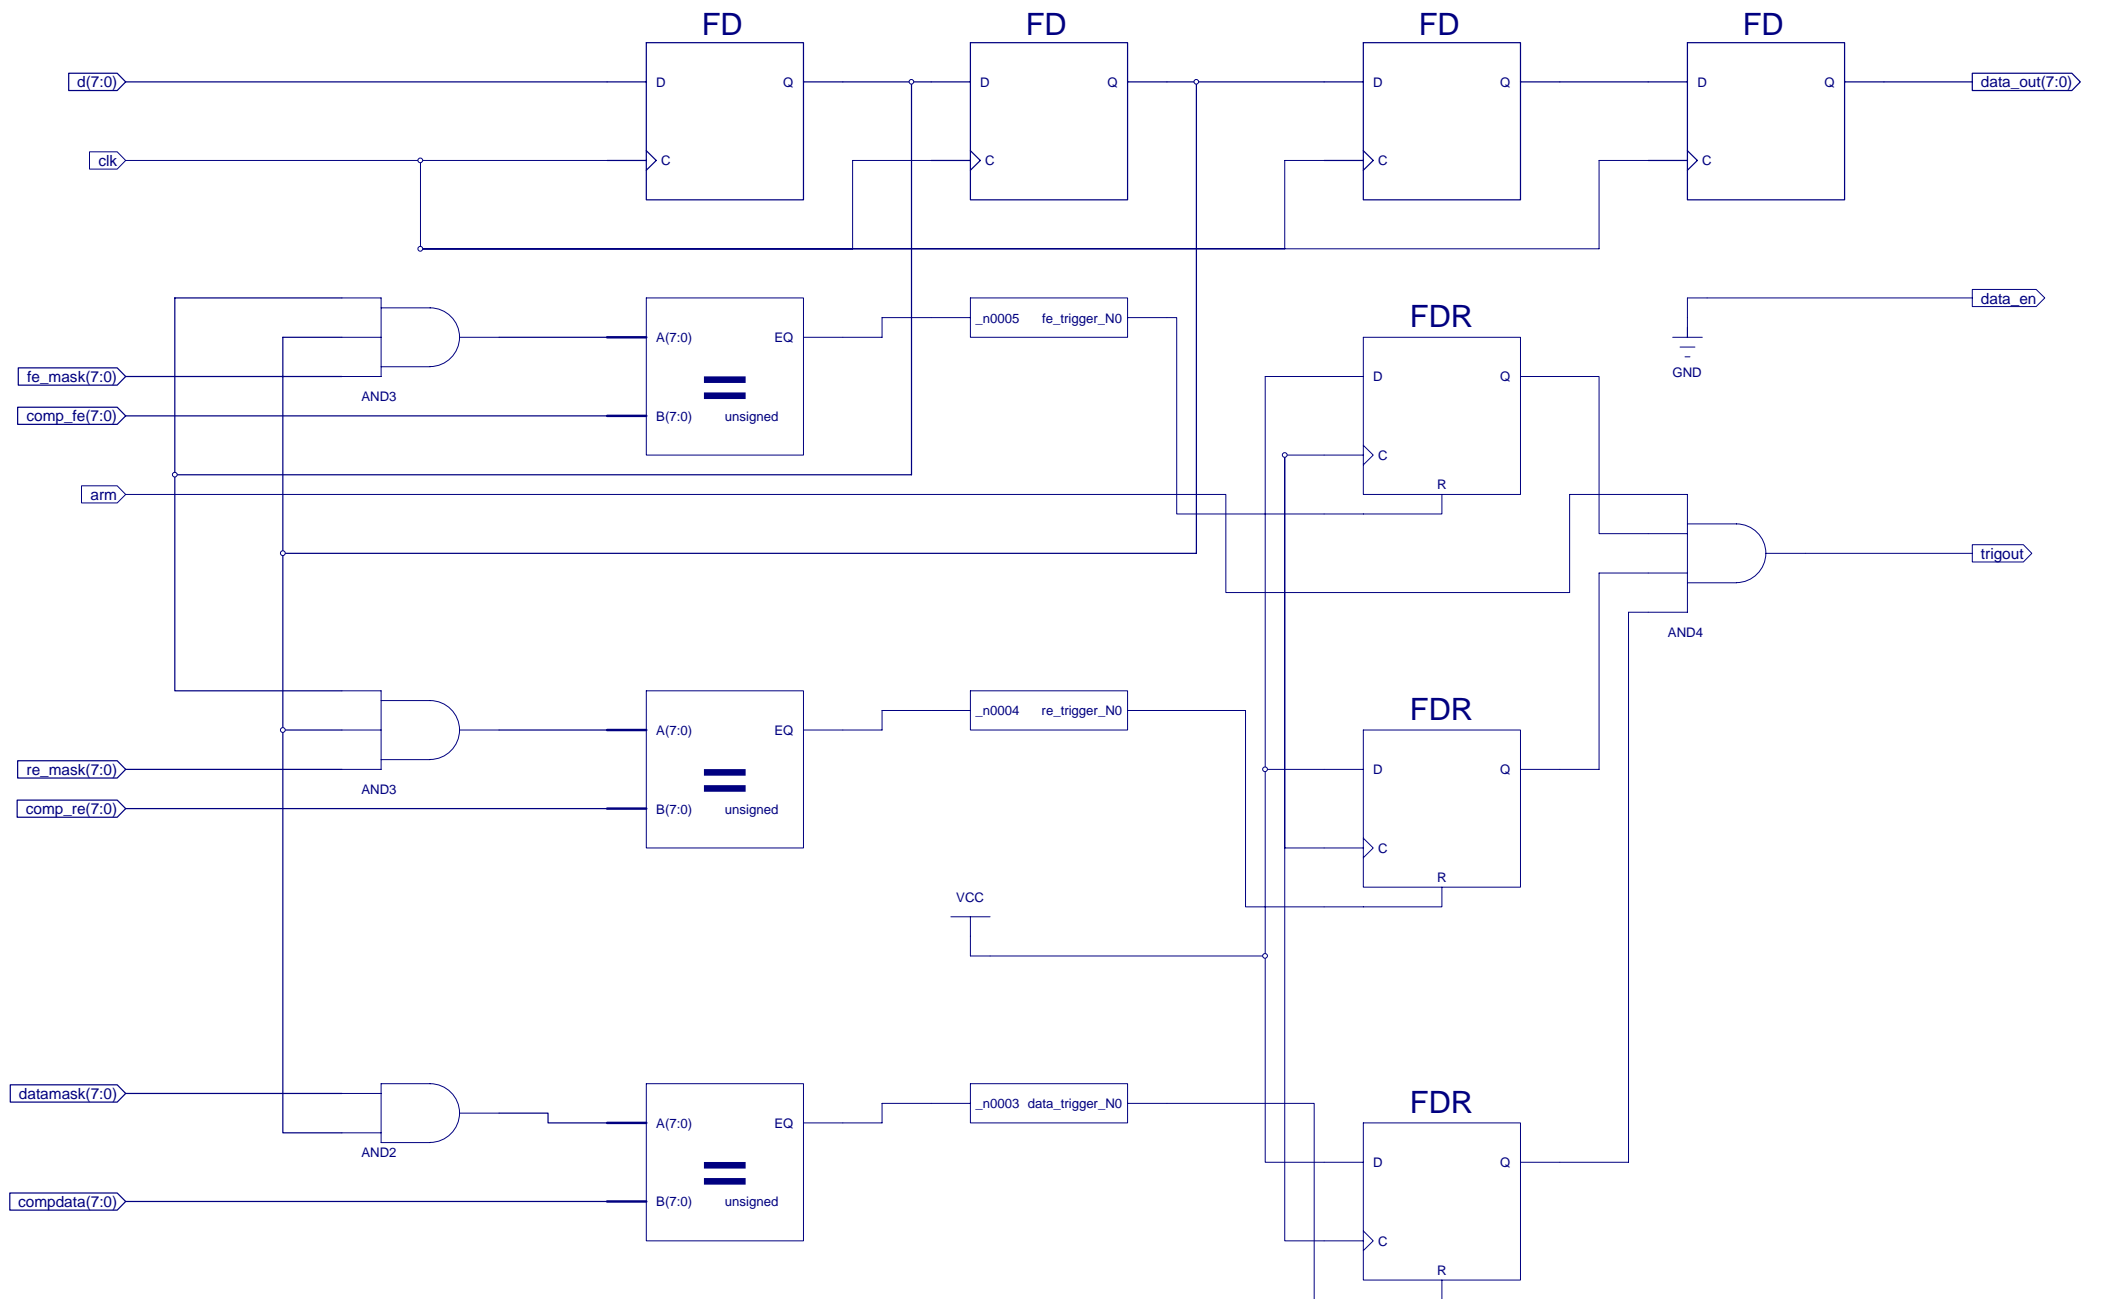 FD FD FD FD
d(7:0) D Q D Q D Q D Q data_out(7:0)
clk C C C C
data_en
_n0005 fe_trigger_N0 FDR
A(7:0) EQ
fe_mask(7:0) D Q GND
AND3
comp_fe(7:0) B(7:0) unsigned
C
R
arm
trigout
AND4
_n0004 re_trigger_N0 FDR
A(7:0) EQ
re_mask(7:0) D Q
AND3
comp_re(7:0) B(7:0) unsigned
C
R
VCC
datamask(7:0) _n0003 data_trigger_N0 FDR
A(7:0) EQ
AND2
D Q
compdata(7:0) B(7:0) unsigned
C
R